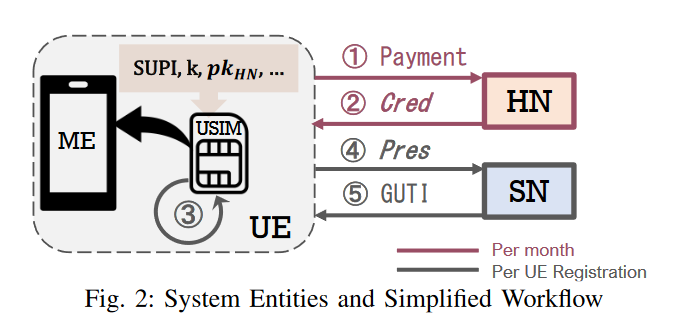 SUPI, k, pk_HN, ...
① Payment
② Cred
HN
ME
USIM
③
UE
④ Pres
⑤ GUTI
SN
Per month
Per UE Registration
Fig. 2: System Entities and Simplified Workflow